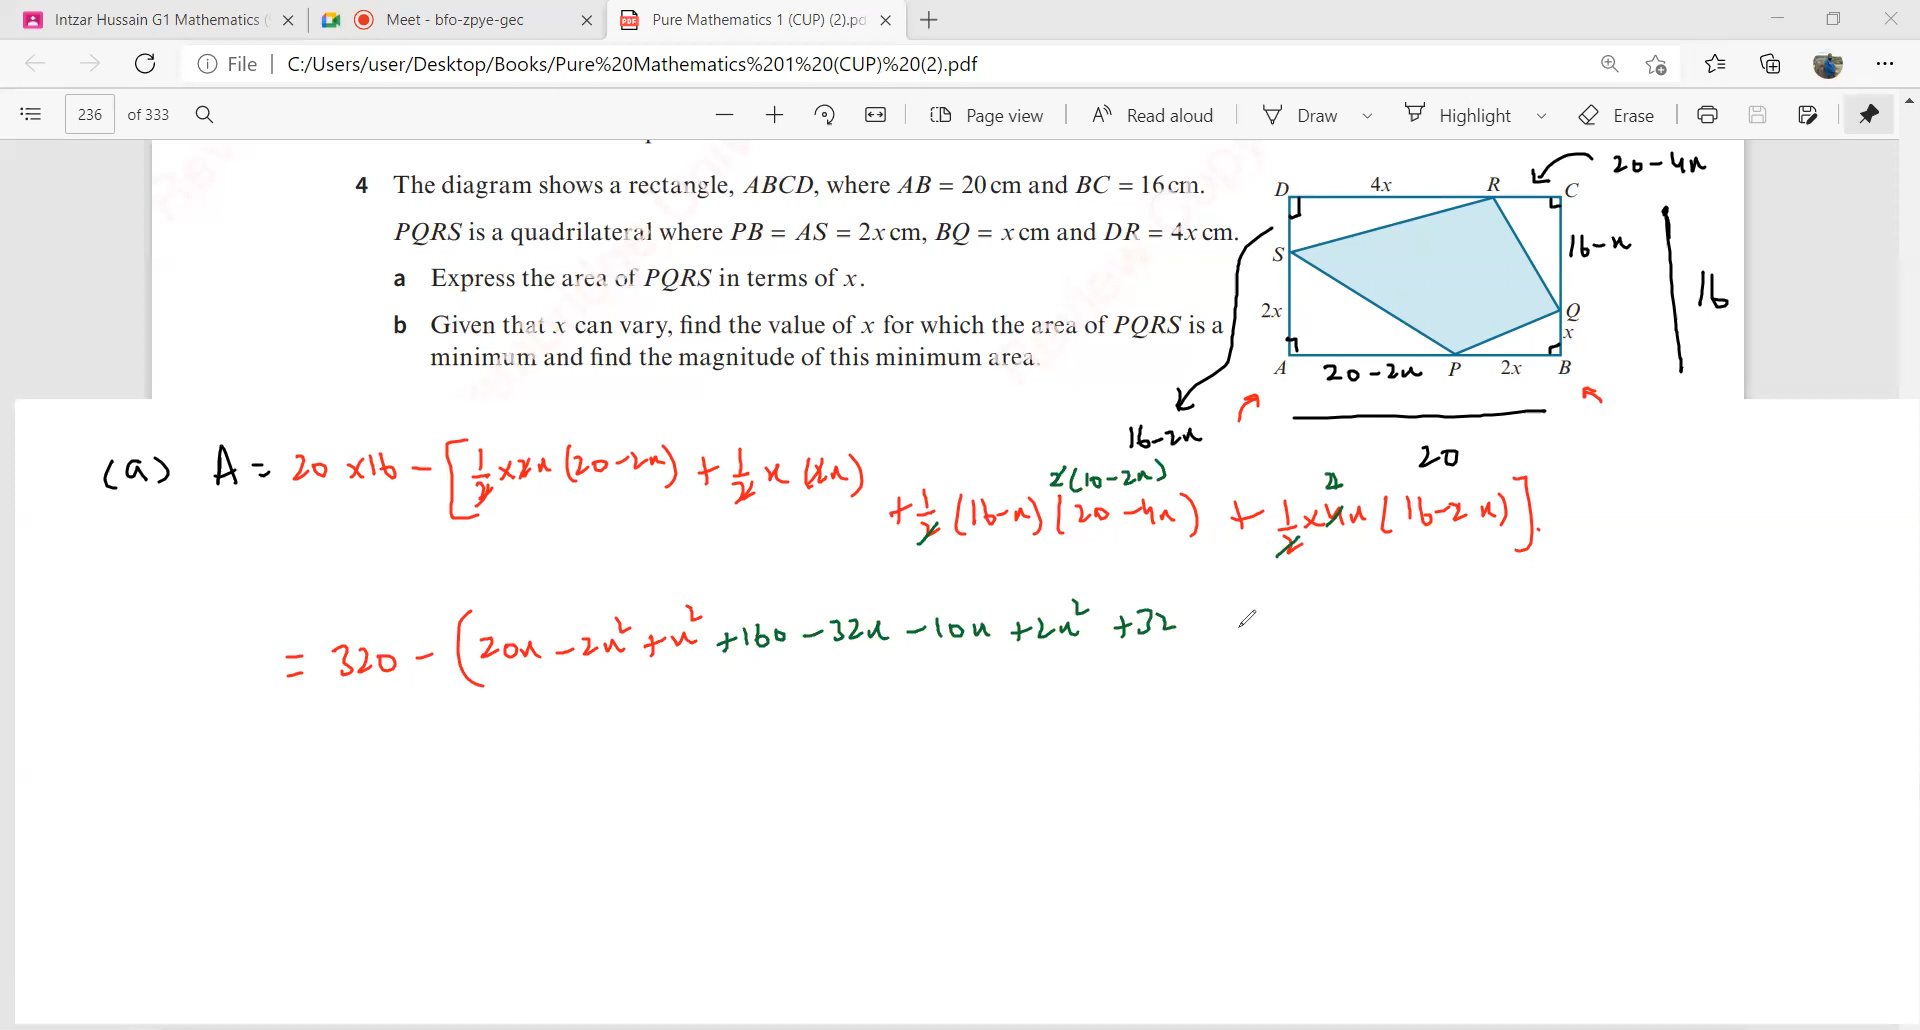 Intzar Hussain G1 Mathematics (
Meet - bfo-zpye-gec
Pure Mathematics 1 (CUP) (2).pd
File
C:/Users/user/Desktop/Books/Pure%20Mathematics%201%20(CUP)%20(2).pdf
236 of 333
Page view
Read aloud
Draw
Highlight
Erase
4 The diagram shows a rectangle, ABCD, where AB = 20 cm and BC = 16 cm.
PQRS is a quadrilateral where PB = AS = 2x cm, BQ = x cm and DR = 4x cm.
a Express the area of PQRS in terms of x.
b Given that x can vary, find the value of x for which the area of PQRS is a
minimum and find the magnitude of this minimum area.
20-4x
D 4x R C
16-x
S
16
2x Q
x
A 20-2x P 2x B
16-2x
20
(a) A = 20 x16 - [1/2 x2x (20-2x) + 1/2 x (2x)
2(10-2x) 2
+ 1/2 (16-x) (20-4x) + 1/2 x4x (16-2x)].
= 320 - (20x - 2x² + x² +160 -32x -10x +2x² +32